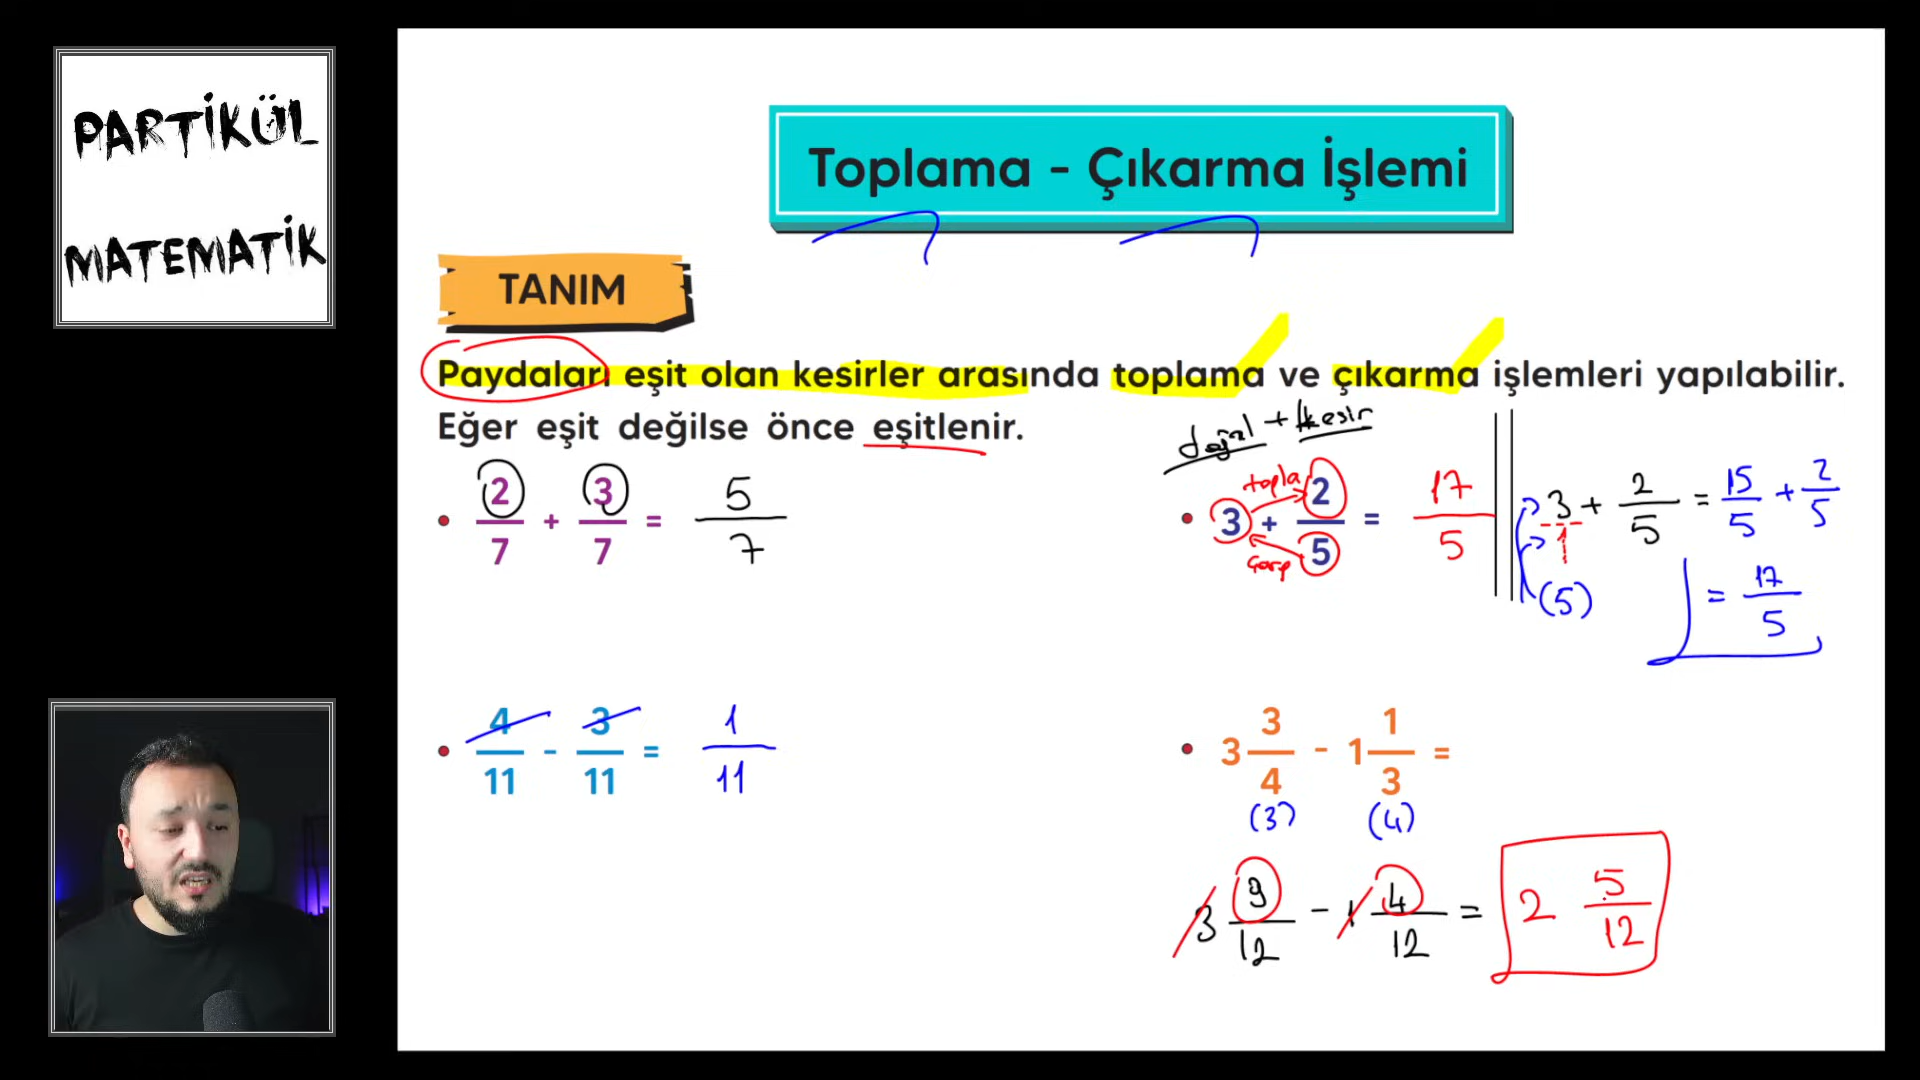 PARTİKÜL
MATEMATİK
Toplama - Çıkarma İşlemi
TANIM
Paydaları eşit olan kesirler arasında toplama ve çıkarma işlemleri yapılabilir.
Eğer eşit değilse önce eşitlenir.
2/7 + 3/7 = 5/7
doğal + kesir
topla
3 + 2/5 = 17/5
çarp
3/1 + 2/5 = 15/5 + 2/5
(5)
= 17/5
4/11 - 3/11 = 1/11
3 3/4 - 1 1/3 =
(3) (4)
3 9/12 - 1 4/12 = 2 5/12